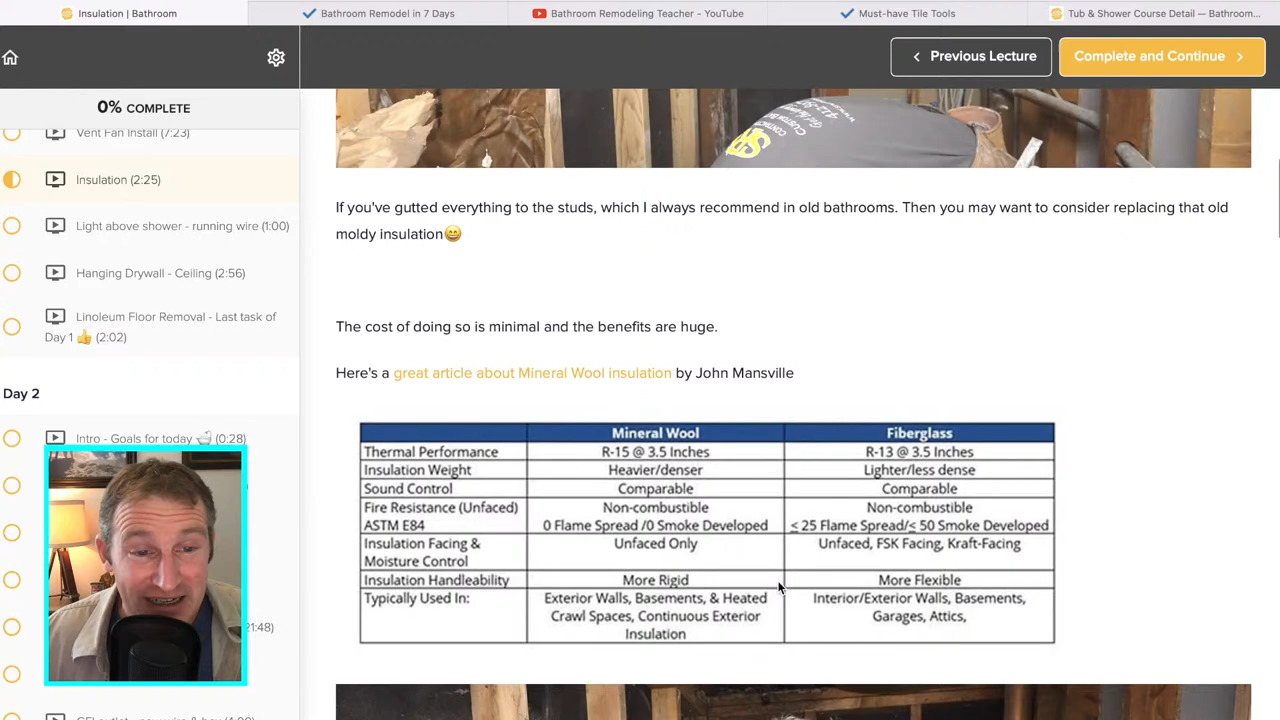 Insulation | Bathroom
Bathroom Remodel in 7 Days
Bathroom Remodeling Teacher - YouTube
Must-have Tile Tools
Tub & Shower Course Detail — Bathroom...
Previous Lecture
Complete and Continue
0% COMPLETE
Vent Fan Install (7:23)
Insulation (2:25)
Light above shower - running wire (1:00)
Hanging Drywall - Ceiling (2:56)
Linoleum Floor Removal - Last task of
Day 1 👍 (2:02)
Day 2
Intro - Goals for today 🛁 (0:28)
21:48)
If you've gutted everything to the studs, which I always recommend in old bathrooms. Then you may want to consider replacing that old
moldy insulation😄
The cost of doing so is minimal and the benefits are huge.
Here's a great article about Mineral Wool insulation by John Mansville
Mineral Wool Fiberglass
Thermal Performance R-15 @ 3.5 Inches R-13 @ 3.5 Inches
Insulation Weight Heavier/denser Lighter/less dense
Sound Control Comparable Comparable
Fire Resistance (Unfaced) Non-combustible Non-combustible
ASTM E84 0 Flame Spread /0 Smoke Developed ≤ 25 Flame Spread/≤ 50 Smoke Developed
Insulation Facing & Unfaced Only Unfaced, FSK Facing, Kraft-Facing
Moisture Control
Insulation Handleability More Rigid More Flexible
Typically Used In: Exterior Walls, Basements, & Heated Interior/Exterior Walls, Basements,
Crawl Spaces, Continuous Exterior Garages, Attics,
Insulation